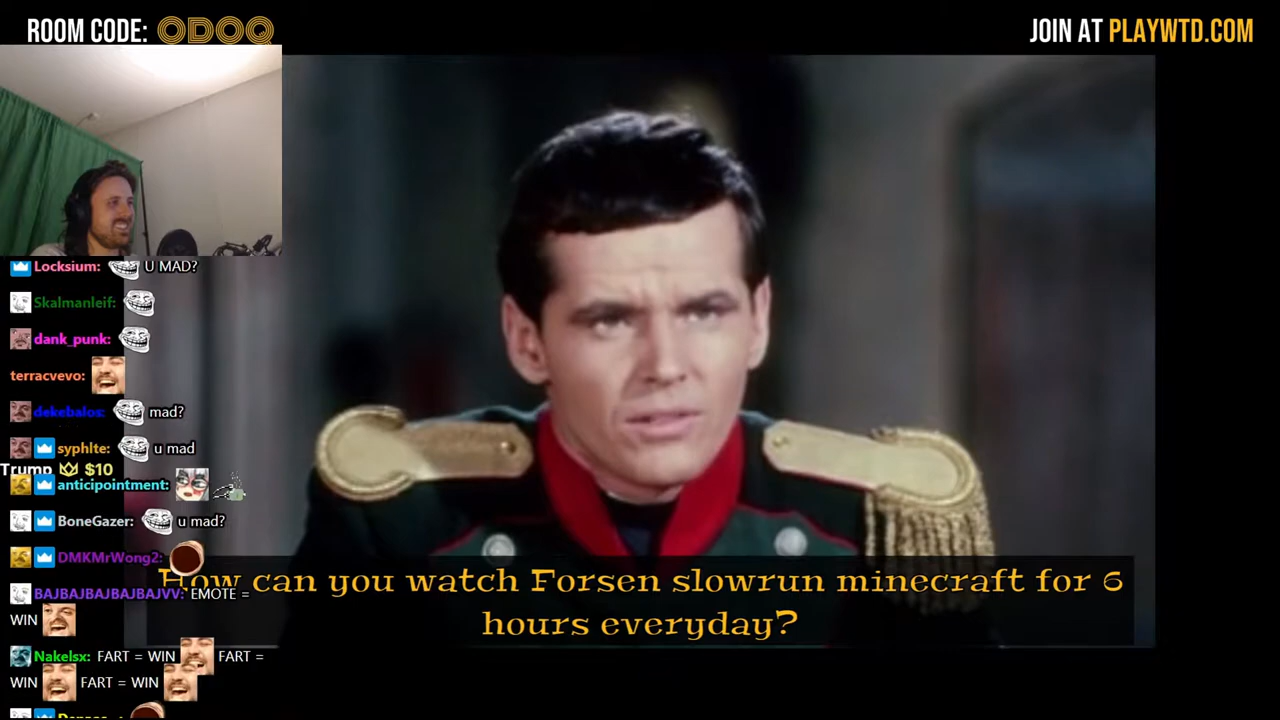 ROOM CODE: ODOQ
JOIN AT PLAYWTD.COM
Locksium: U MAD?
Skalmanleif:
dank_punk:
terracvevo:
dekebalos: mad?
syphlte: u mad
Trump $10
anticipointment:
BoneGazer: u mad?
DMKMrWong2:
BAJBAJBAJBAJBAJVV: EMOTE =
WIN
Nakelsx: FART = WIN FART =
WIN FART = WIN
How can you watch Forsen slowrun minecraft for 6
hours everyday?